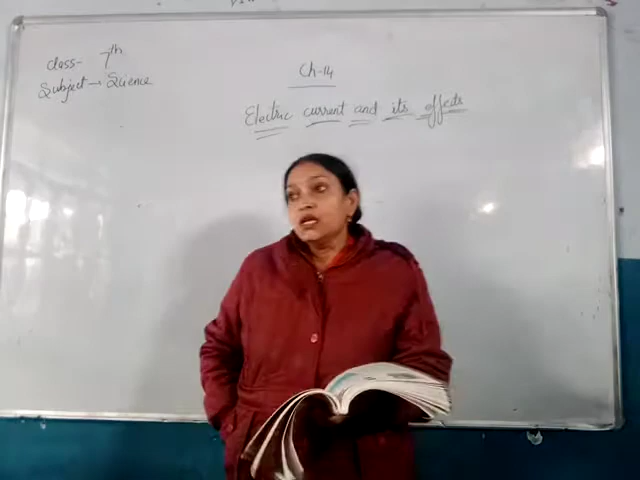 class- 7th
Subject → Science
Ch-14
Electric current and its effects